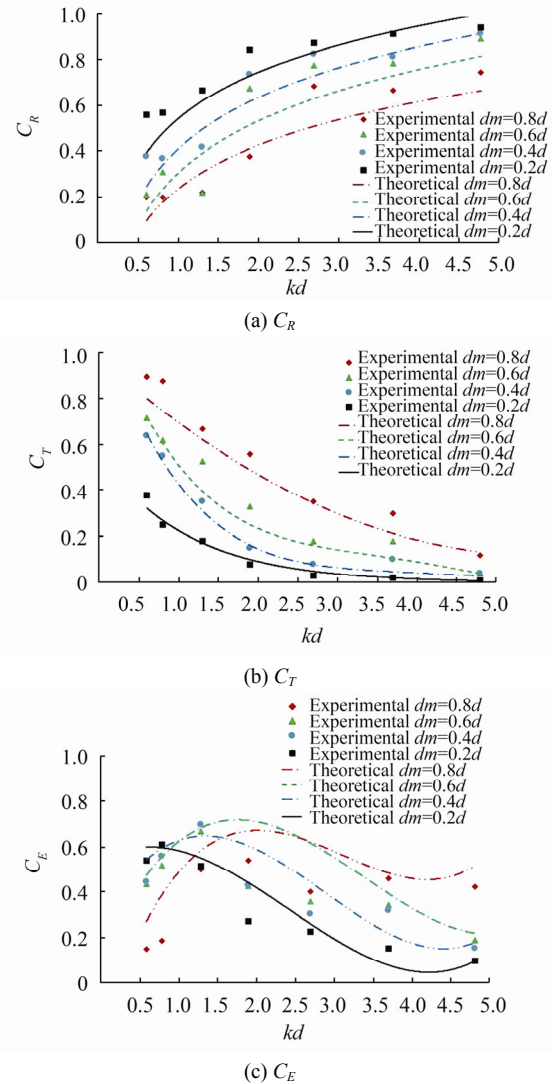 1.0
0.8
0.6
0.4
0.2
0
C_R
Experimental dm=0.8d
Experimental dm=0.6d
Experimental dm=0.4d
Experimental dm=0.2d
Theoretical dm=0.8d
Theoretical dm=0.6d
Theoretical dm=0.4d
Theoretical dm=0.2d
0.5 1.0 1.5 2.0 2.5 3.0 3.5 4.0 4.5 5.0
kd
(a) C_R
1.0
0.8
0.6
0.4
0.2
0
C_T
Experimental dm=0.8d
Experimental dm=0.6d
Experimental dm=0.4d
Experimental dm=0.2d
Theoretical dm=0.8d
Theoretical dm=0.6d
Theoretical dm=0.4d
Theoretical dm=0.2d
0.5 1.0 1.5 2.0 2.5 3.0 3.5 4.0 4.5 5.0
kd
(b) C_T
Experimental dm=0.8d
Experimental dm=0.6d
Experimental dm=0.4d
Experimental dm=0.2d
Theoretical dm=0.8d
Theoretical dm=0.6d
Theoretical dm=0.4d
Theoretical dm=0.2d
1.0
0.8
0.6
0.4
0.2
0
C_E
0.5 1.0 1.5 2.0 2.5 3.0 3.5 4.0 4.5 5.0
kd
(c) C_E